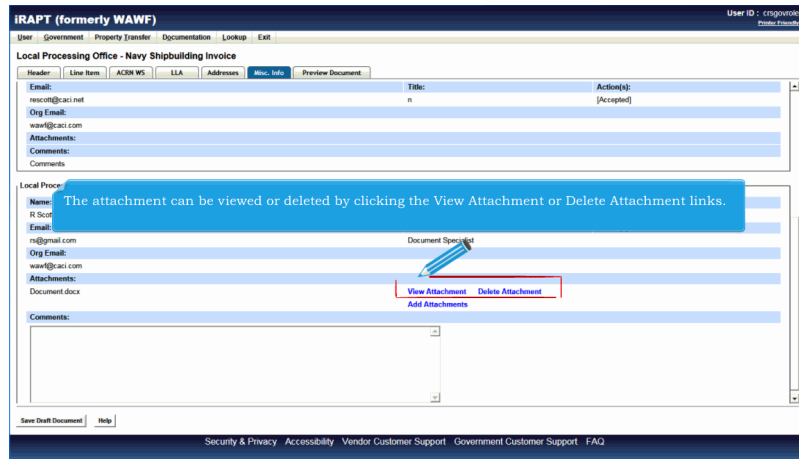 User ID : crsgovrole
iRAPT (formerly WAWF)
Printer Friendly
User Government Property Transfer Documentation Lookup Exit
Local Processing Office - Navy Shipbuilding Invoice
Header Line Item ACRN WS LLA Addresses Misc. Info Preview Document
Email: Title: Action(s):
rescott@caci.net n [Accepted]
Org Email:
wawf@caci.com
Attachments:
Comments:
Comments
Local Proce
Name:
The attachment can be viewed or deleted by clicking the View Attachment or Delete Attachment links.
R Scot
Email:
rs@gmail.com Document Specialist
Org Email:
wawf@caci.com
Attachments:
Document.docx View Attachment Delete Attachment
Add Attachments
Comments:
Save Draft Document Help
Security & Privacy Accessibility Vendor Customer Support Government Customer Support FAQ